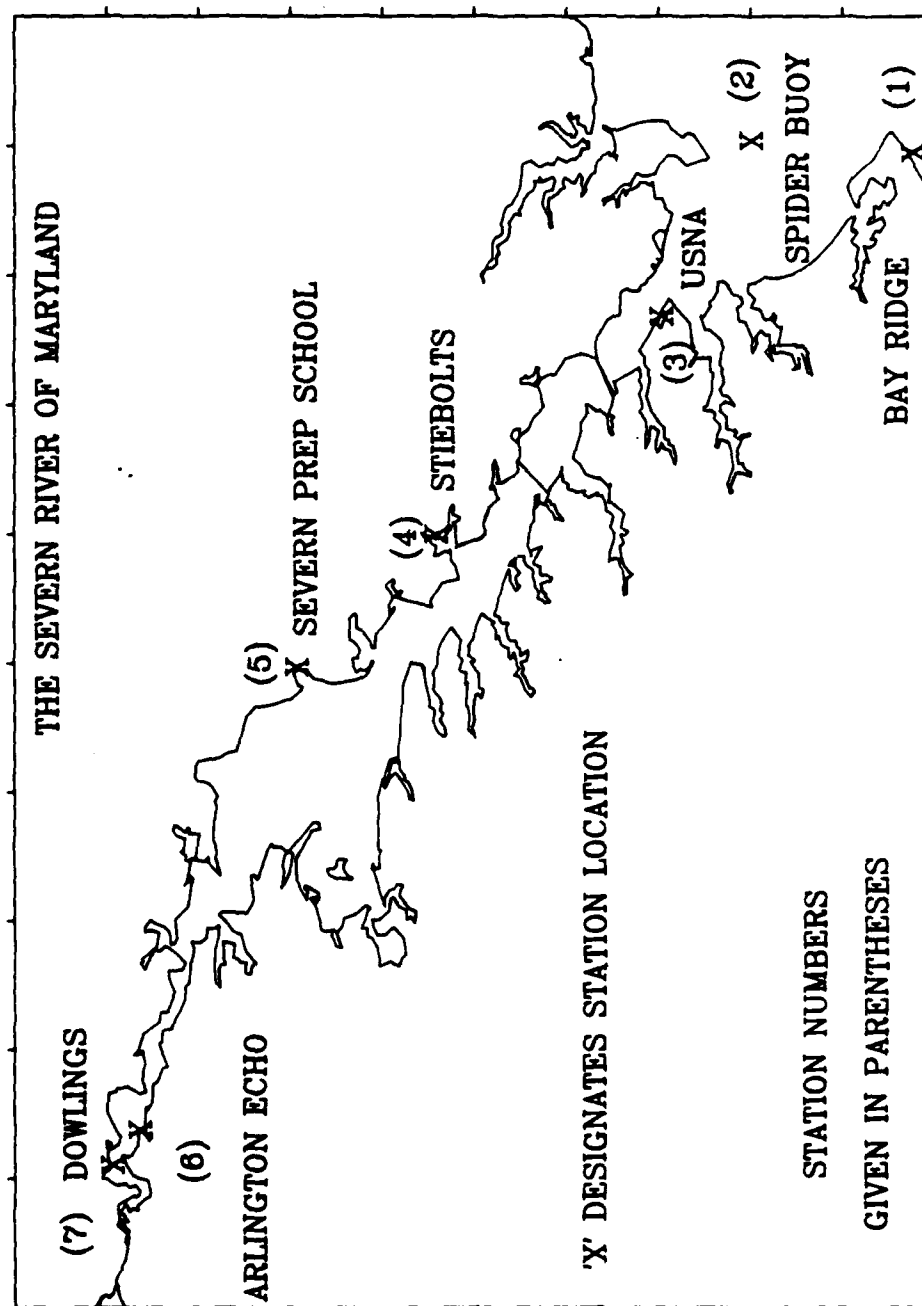 THE SEVERN RIVER OF MARYLAND
(7) DOWLINGS
(6)
ARLINGTON ECHO
(5)
SEVERN PREP SCHOOL
(4)
STIEBOLTS
(3)
USNA
X (2)
SPIDER BUOY
BAY RIDGE
X (1)
'X' DESIGNATES STATION LOCATION
STATION NUMBERS
GIVEN IN PARENTHESES
X
X
X
X
X